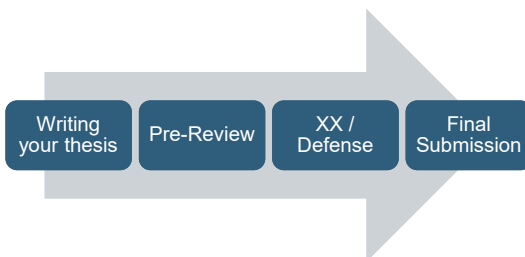 Writing
your thesis
Pre-Review
XX /
Defense
Final
Submission